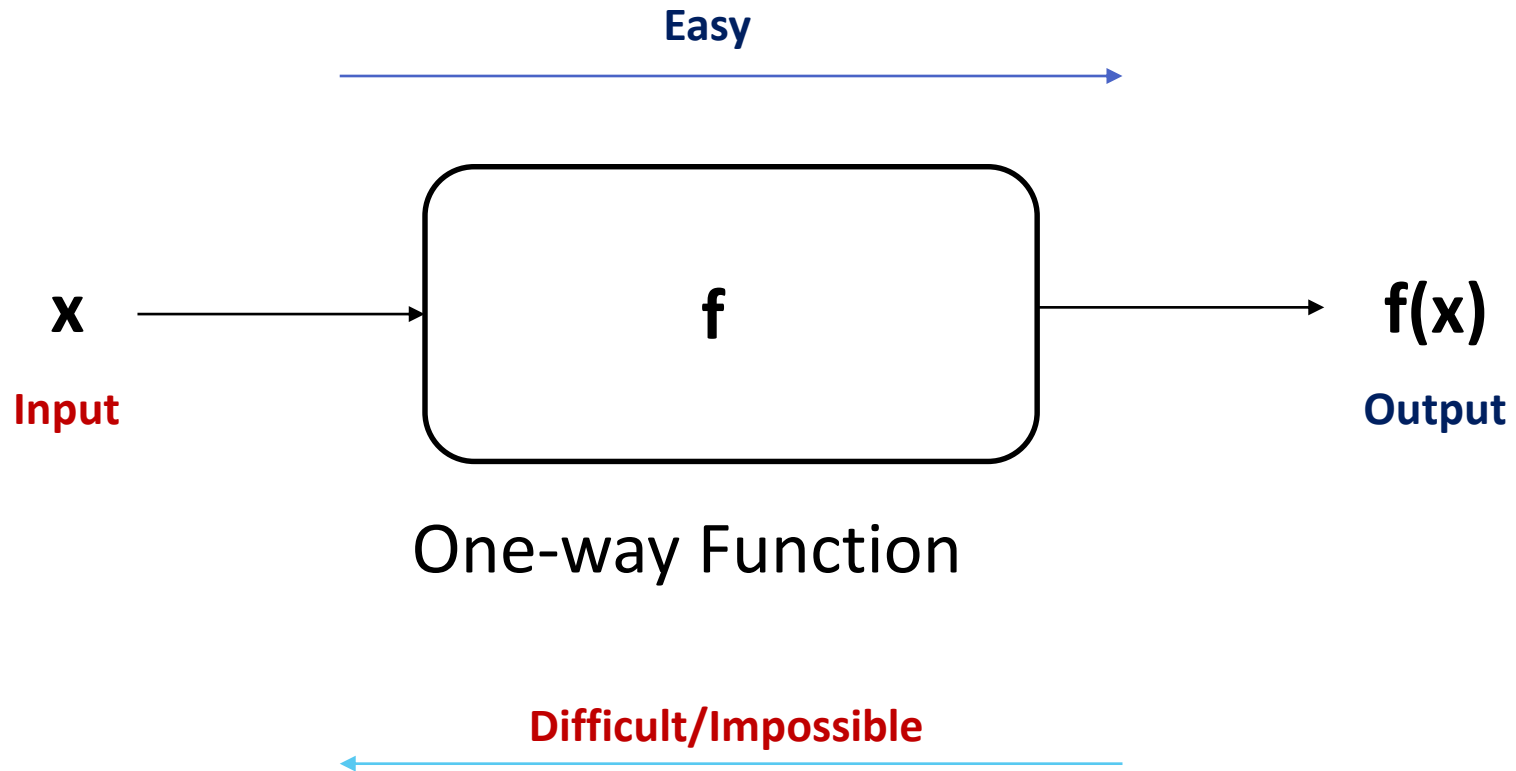 Easy
x
f
f(x)
Input
Output
One-way Function
Difficult/Impossible